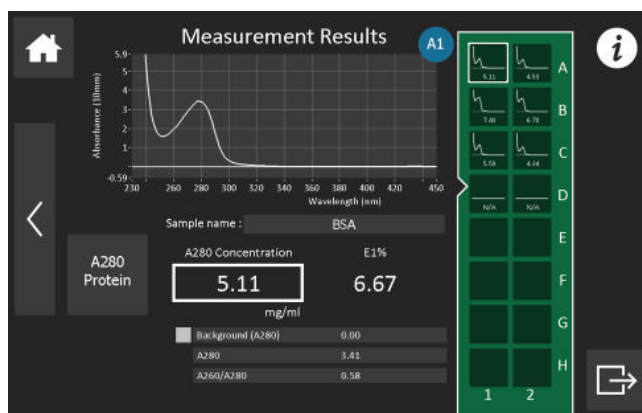 Measurement Results
A1
i
Absorbance (10mm)
5.9
5
4
3
2
1
-0.59
230 260 280 300 320 340 360 380 400 420 450
Wavelength (nm)
Sample name : BSA
A280 Protein
A280 Concentration E1%
5.11 6.67
mg/ml
Background (A280) 0.00
A280 3.41
A260/A280 0.58
5.11 4.53 A
7.49 6.70 B
5.59 4.34 C
N/A N/A D
E
F
G
H
1 2